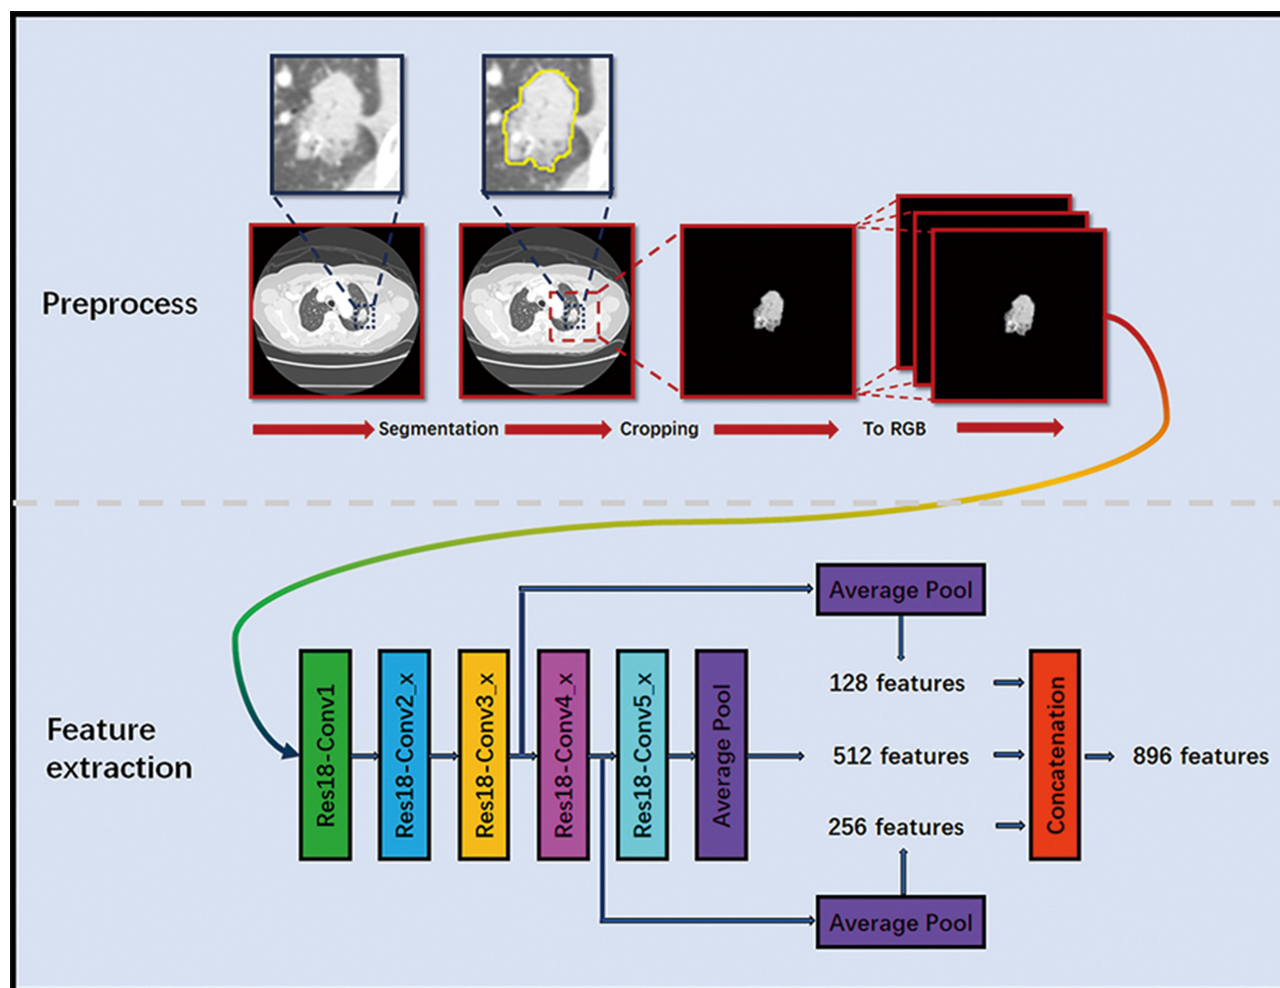 Preprocess
Segmentation
Cropping
To RGB
Feature
extraction
Res18-Conv1
Res18-Conv2_x
Res18-Conv3_x
Res18-Conv4_x
Res18-Conv5_x
Average Pool
Average Pool
128 features
512 features
256 features
Average Pool
Concatenation
896 features